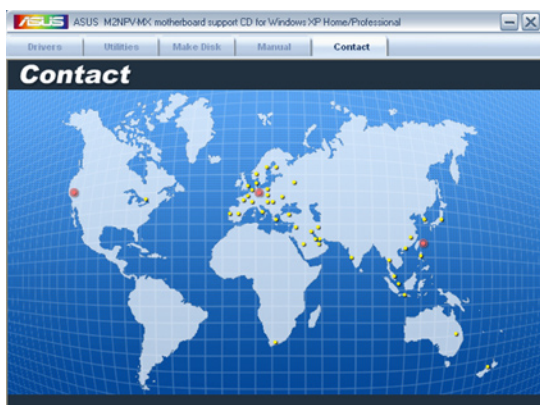 ASUS ASUS M2NPV-MX motherboard support CD for Windows XP Home/Professional
Drivers Utilities Make Disk Manual Contact
Contact